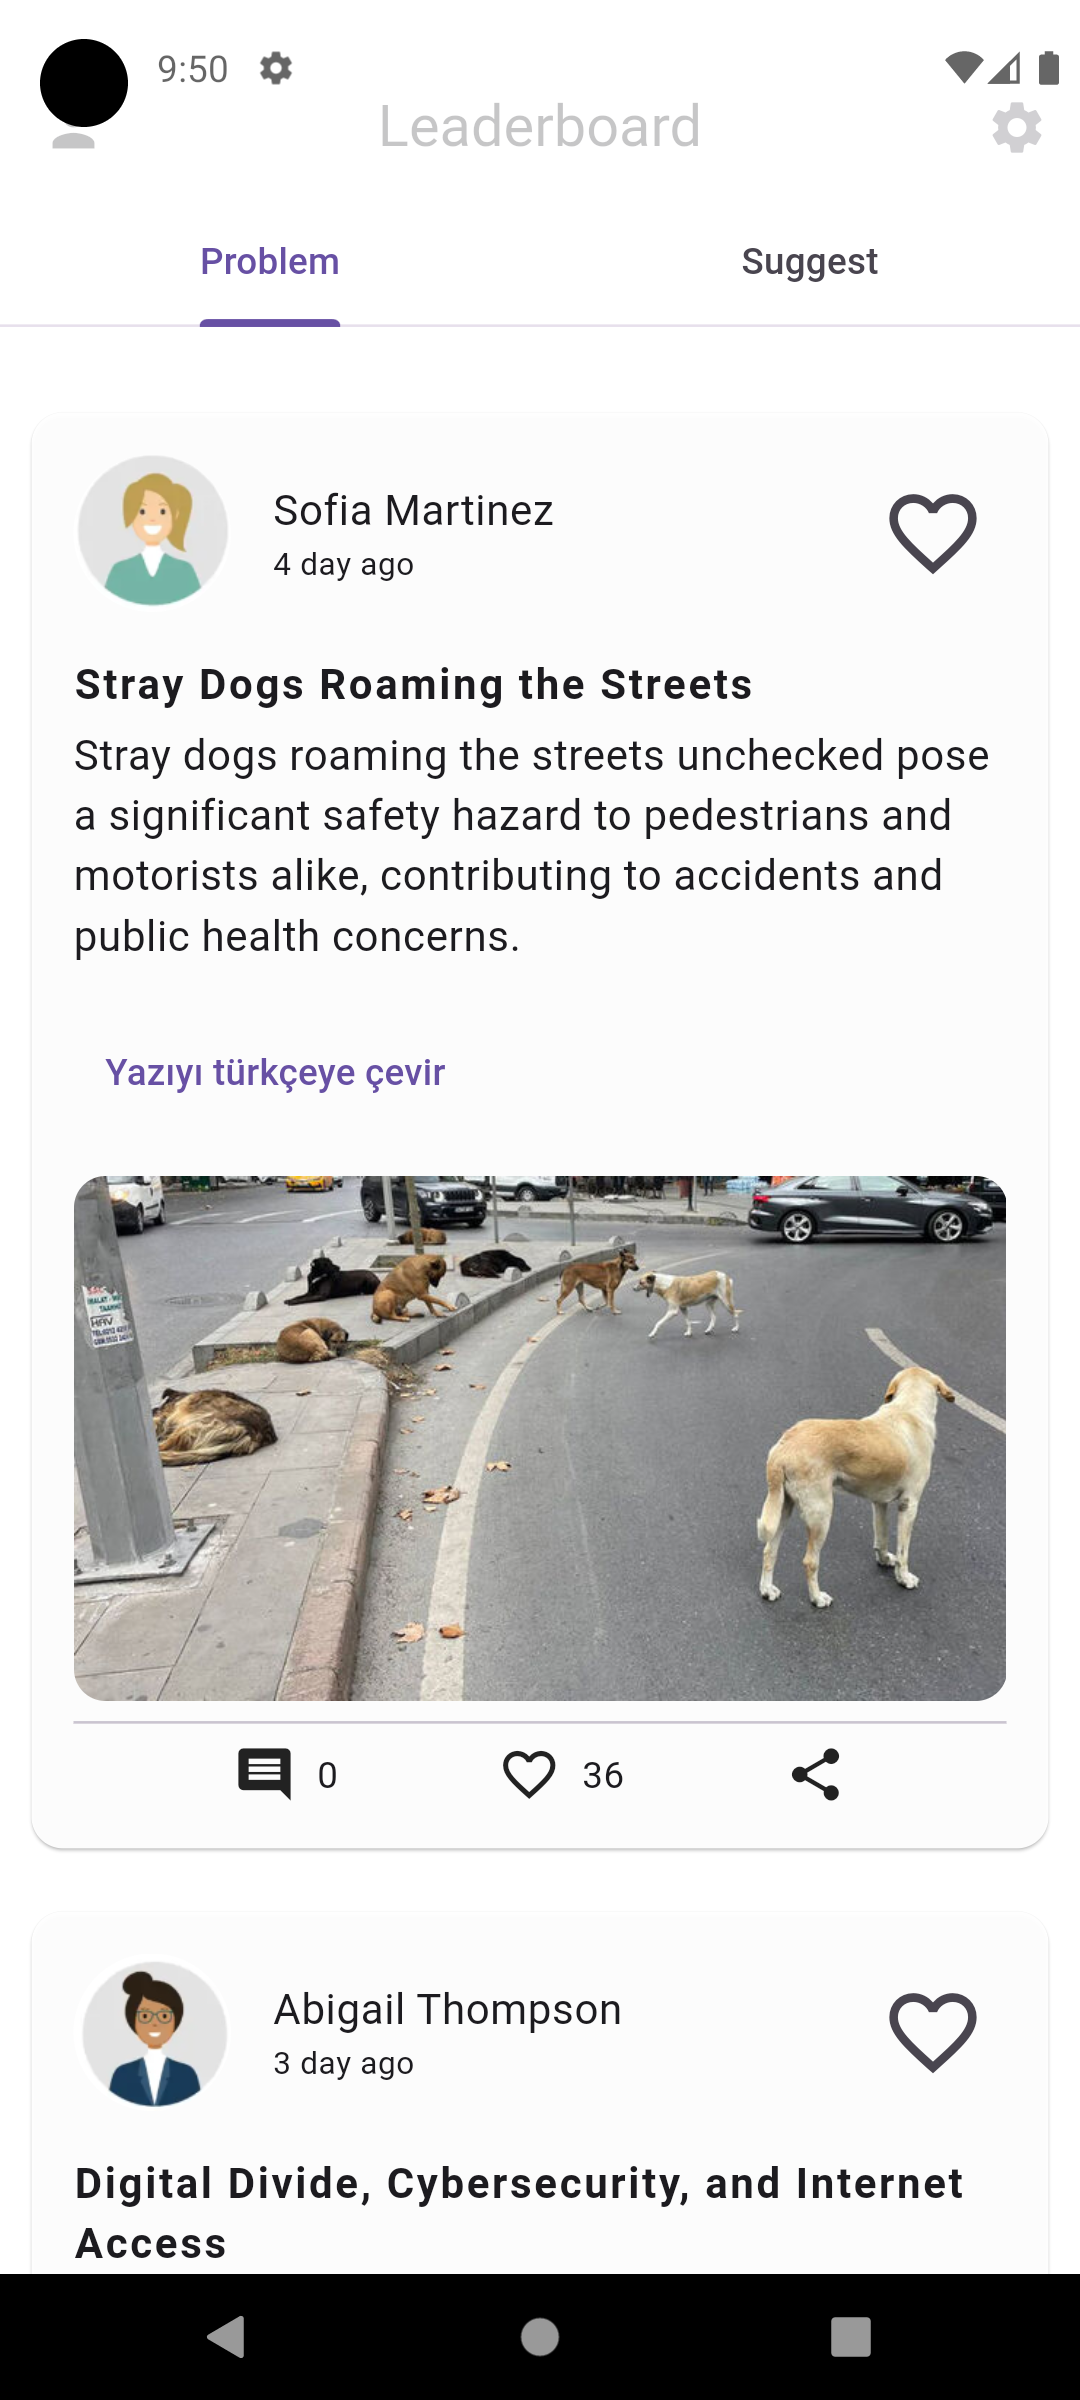 9:50
Leaderboard
Problem
Suggest
Sofia Martinez
4 day ago
Stray Dogs Roaming the Streets
Stray dogs roaming the streets unchecked pose
a significant safety hazard to pedestrians and
motorists alike, contributing to accidents and
public health concerns.
Yazıyı türkçeye çevir
HAV
0
36
Abigail Thompson
3 day ago
Digital Divide, Cybersecurity, and Internet
Access